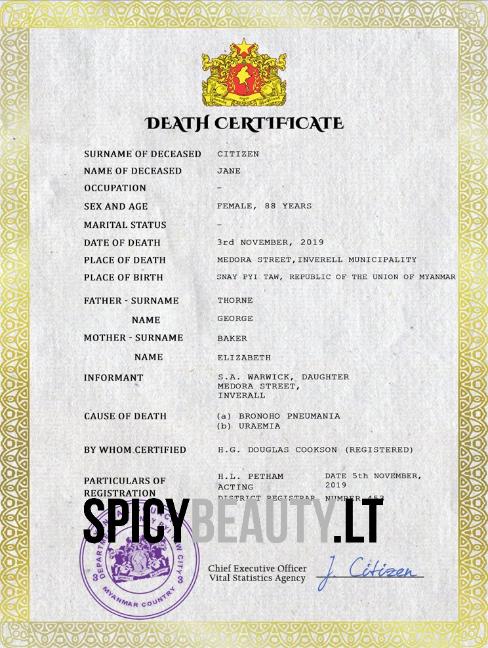 DEATH CERTIFICATE
SURNAME OF DECEASED CITIZEN
NAME OF DECEASED JANE
OCCUPATION –
SEX AND AGE FEMALE, 88 YEARS
MARITAL STATUS –
DATE OF DEATH 3rd NOVEMBER, 2019
PLACE OF DEATH MEDORA STREET,INVERELL MUNICIPALITY
PLACE OF BIRTH SNAY PYI TAW, REPUBLIC OF THE UNION OF MYANMAR
FATHER - SURNAME THORNE
NAME GEORGE
MOTHER - SURNAME BAKER
NAME ELIZABETH
INFORMANT S.A. WARWICK, DAUGHTER
MEDORA STREET,
INVERALL
CAUSE OF DEATH (a) BRONOHO PNEUMANIA
(b) URAEMIA
BY WHOM CERTIFIED H.G. DOUGLAS COOKSON (REGISTERED)
PARTICULARS OF REGISTRATION H.L. PETHAM DATE 5th NOVEMBER,
ACTING 2019
DISTRICT REGISTRAR NUMBER 453
SPICYBEAUTY.LT
MYANMAR COUNTRY
Chief Executive Officer
Vital Statistics Agency
J. Citizen